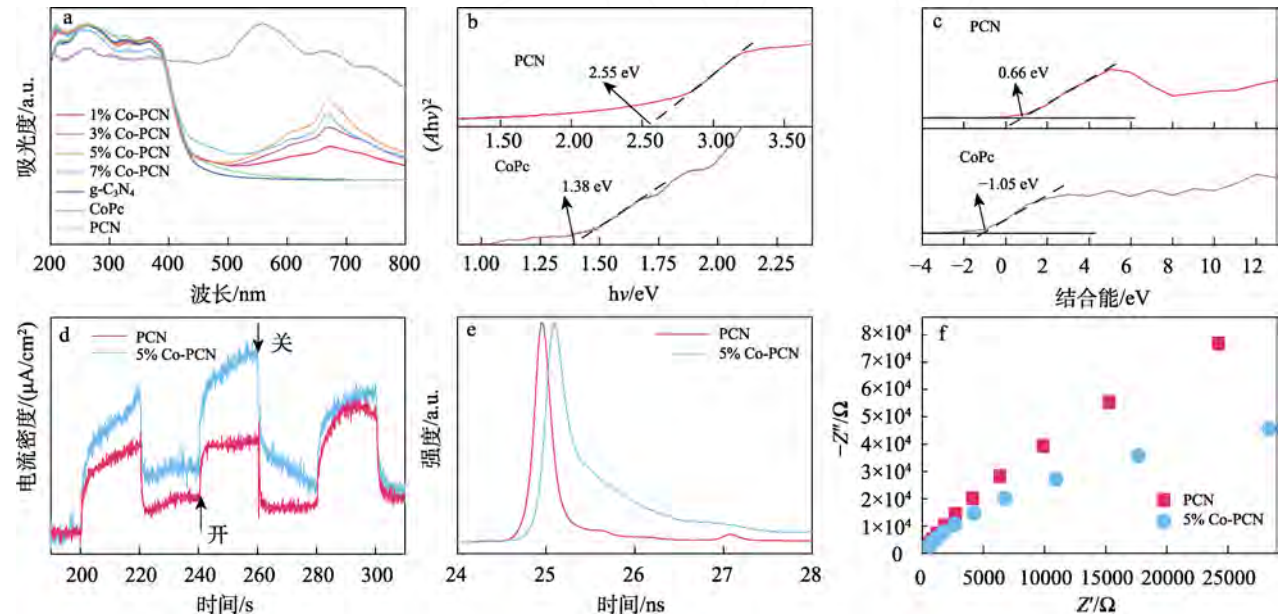 a
吸光度/a.u.
1% Co-PCN
3% Co-PCN
5% Co-PCN
7% Co-PCN
g-C₃N₄
CoPc
PCN
200 300 400 500 600 700 800
波长/nm
b
(Ahν)²
PCN
2.55 eV
1.50 2.00 2.50 3.00 3.50
CoPc
1.38 eV
1.00 1.25 1.50 1.75 2.00 2.25
hν/eV
c
PCN
0.66 eV
CoPc
−1.05 eV
−4 −2 0 2 4 6 8 10 12
结合能/eV
d
电流密度/(μA/cm²)
PCN
5% Co-PCN
关
开
200 220 240 260 280 300
时间/s
e
强度/a.u.
PCN
5% Co-PCN
24 25 26 27 28
时间/ns
f
−Z″/Ω
8×10⁴
7×10⁴
6×10⁴
5×10⁴
4×10⁴
3×10⁴
2×10⁴
1×10⁴
0
PCN
5% Co-PCN
0 5000 10000 15000 20000 25000
Z′/Ω